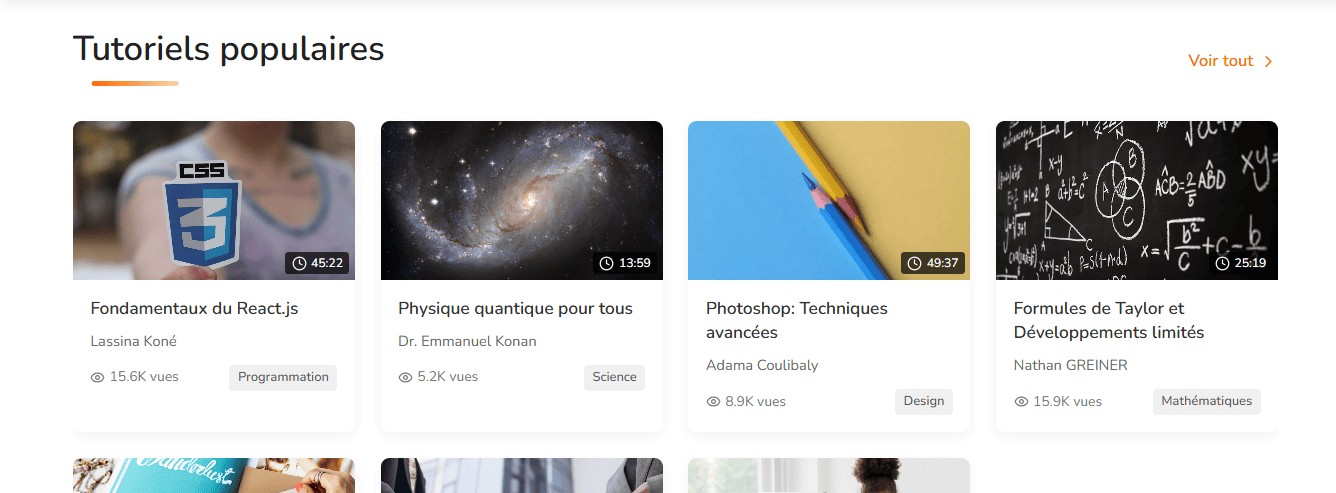 Tutoriels populaires
Voir tout
CSS
3
45:22
13:59
49:37
25:19
Fondamentaux du React.js
Lassina Koné
15.6K vues
Programmation
Physique quantique pour tous
Dr. Emmanuel Konan
5.2K vues
Science
Photoshop: Techniques
avancées
Adama Coulibaly
8.9K vues
Design
Formules de Taylor et
Développements limités
Nathan GREINER
15.9K vues
Mathématiques
Wanderlust